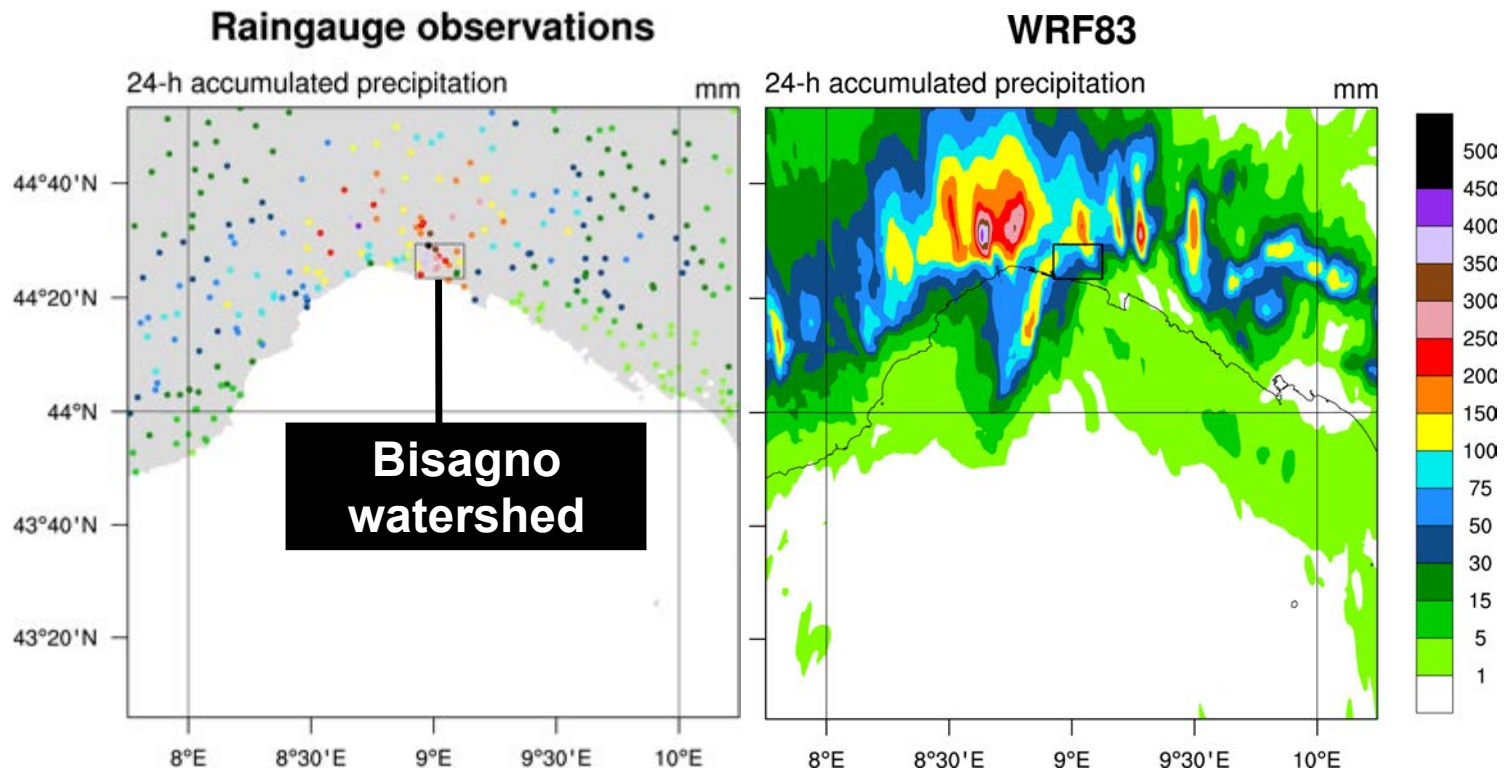 Raingauge observations
24-h accumulated precipitation mm
44°40'N
44°20'N
44°N
43°40'N
43°20'N
8°E 8°30'E 9°E 9°30'E 10°E
Bisagno
watershed
WRF83
24-h accumulated precipitation mm
8°E 8°30'E 9°E 9°30'E 10°E
500
450
400
350
300
250
200
150
100
75
50
30
15
5
1